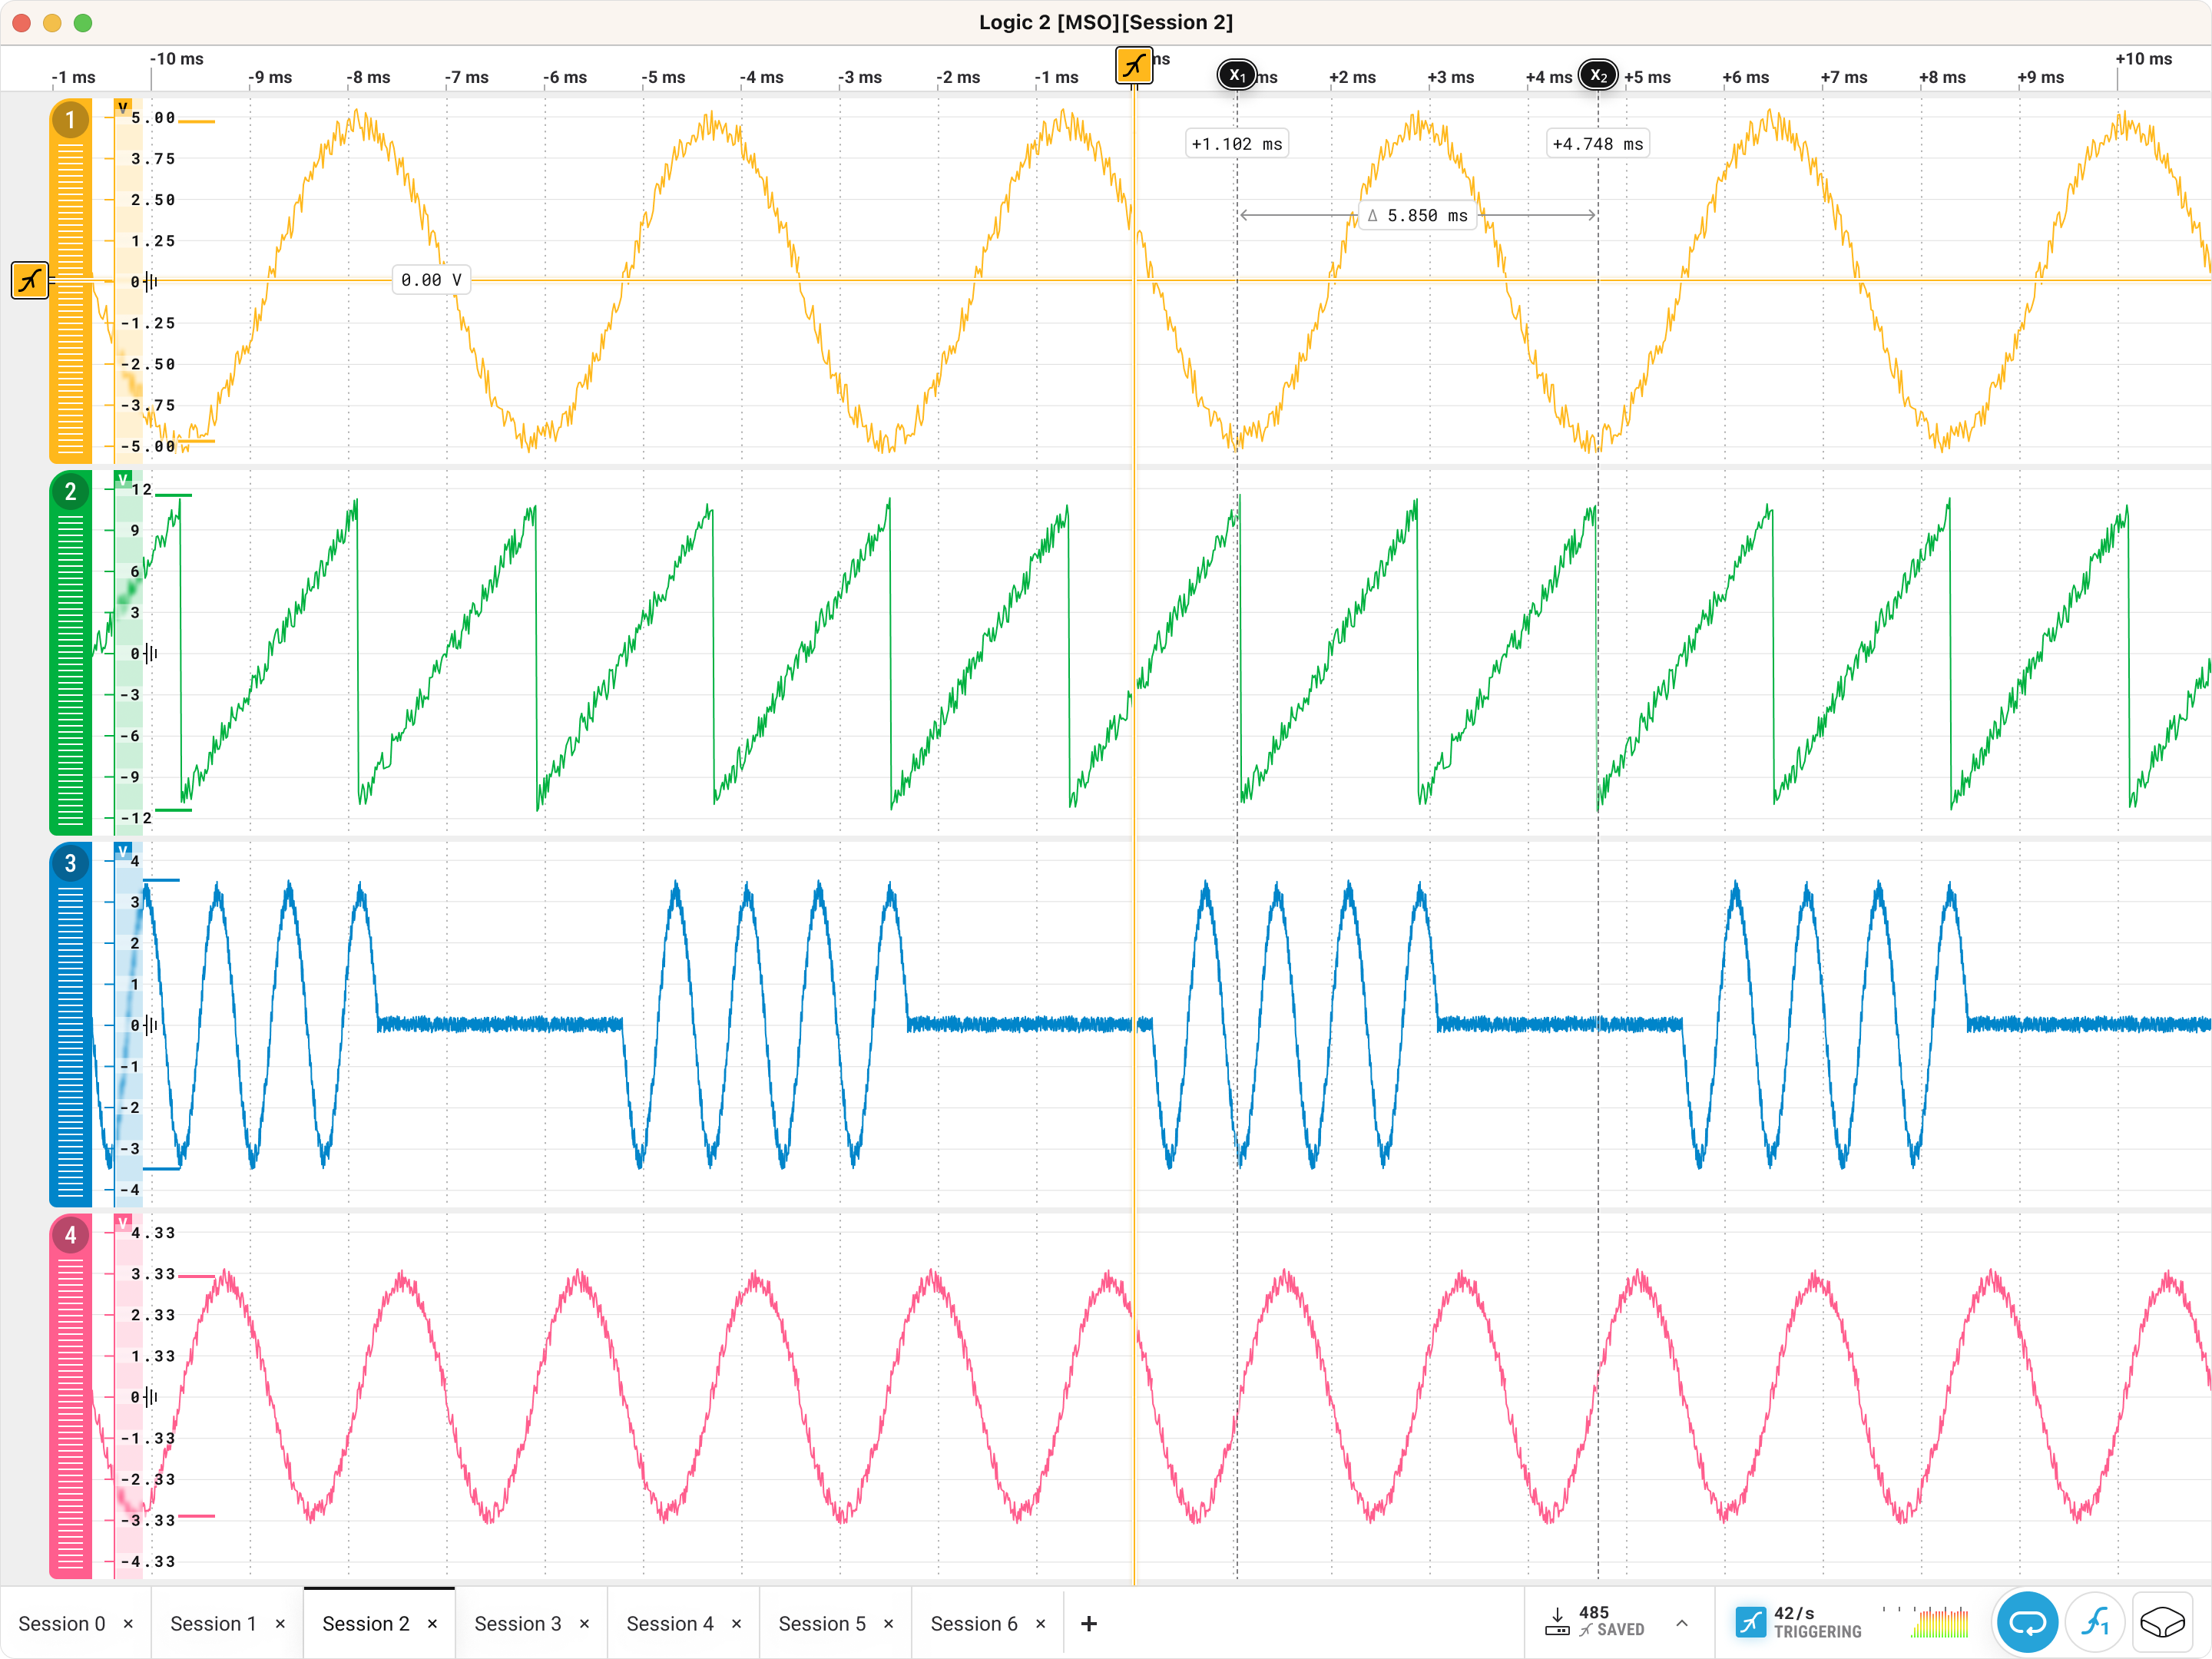 Logic 2 [MSO][Session 2]
-10 ms ms +10 ms
-1 ms -9 ms -8 ms -7 ms -6 ms -5 ms -4 ms -3 ms -2 ms -1 ms X1 ms +2 ms +3 ms +4 ms X2 +5 ms +6 ms +7 ms +8 ms +9 ms
1
V
5.00
3.75
2.50
1.25
0
-1.25
-2.50
-3.75
-5.00
+1.102 ms +4.748 ms
Δ 5.850 ms
0.00 V
2
V
12
9
6
3
0
-3
-6
-9
-12
3
V
4
3
2
1
0
-1
-2
-3
-4
4
V
4.33
3.33
2.33
1.33
0
-1.33
-2.33
-3.33
-4.33
Session 0 × Session 1 × Session 2 × Session 3 × Session 4 × Session 5 × Session 6 × +
485
SAVED
42/s
TRIGGERING
f1